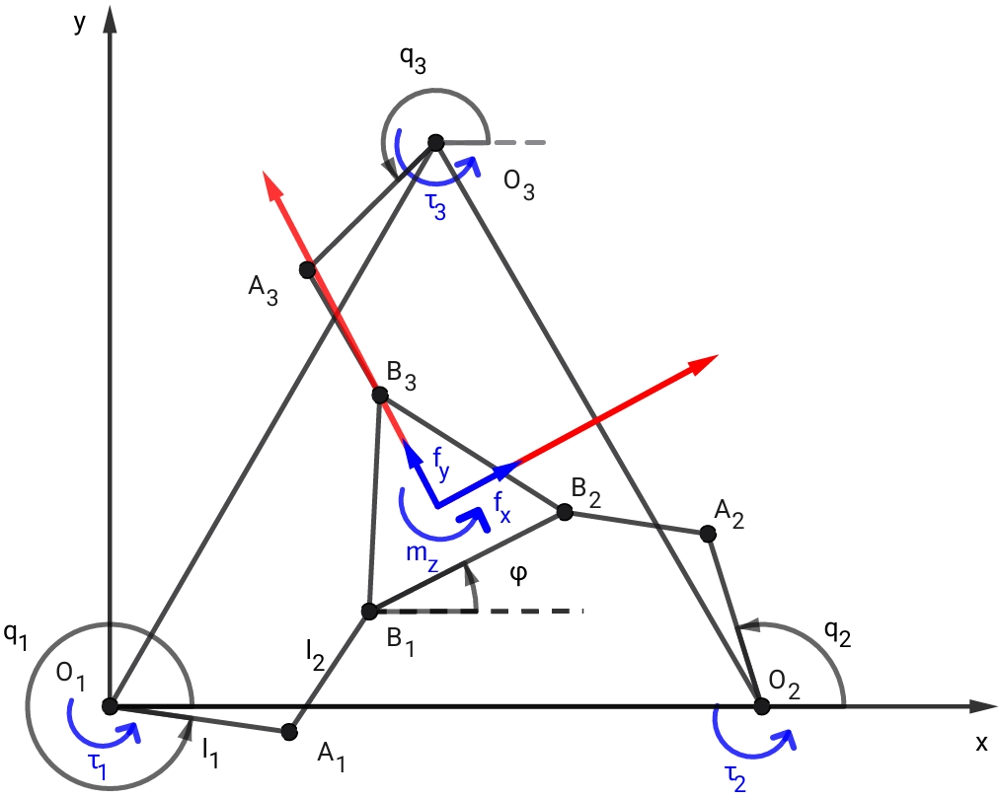 y
q3
O3
τ3
A3
B3
fy
fx
B2
A2
mz
φ
q1
B1
q2
l2
O1
O2
τ1
l1
A1
τ2
x